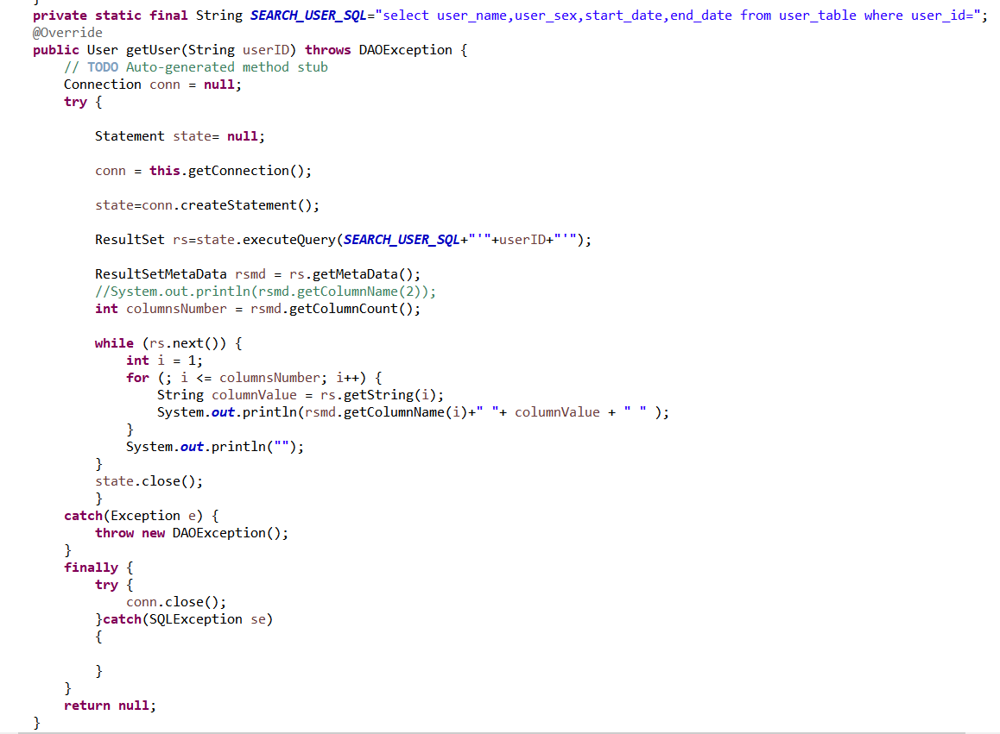 }
private static final String SEARCH_USER_SQL="select user_name,user_sex,start_date,end_date from user_table where user_id=";
@Override
public User getUser(String userID) throws DAOException {
// TODO Auto-generated method stub
Connection conn = null;
try {
Statement state= null;
conn = this.getConnection();
state=conn.createStatement();
ResultSet rs=state.executeQuery(SEARCH_USER_SQL+"'"+userID+"'");
ResultSetMetaData rsmd = rs.getMetaData();
//System.out.println(rsmd.getColumnName(2));
int columnsNumber = rsmd.getColumnCount();
while (rs.next()) {
int i = 1;
for (; i <= columnsNumber; i++) {
String columnValue = rs.getString(i);
System.out.println(rsmd.getColumnName(i)+" "+ columnValue + " " );
}
System.out.println("");
}
state.close();
}
catch(Exception e) {
throw new DAOException();
}
finally {
try {
conn.close();
}catch(SQLException se)
{
}
}
return null;
}